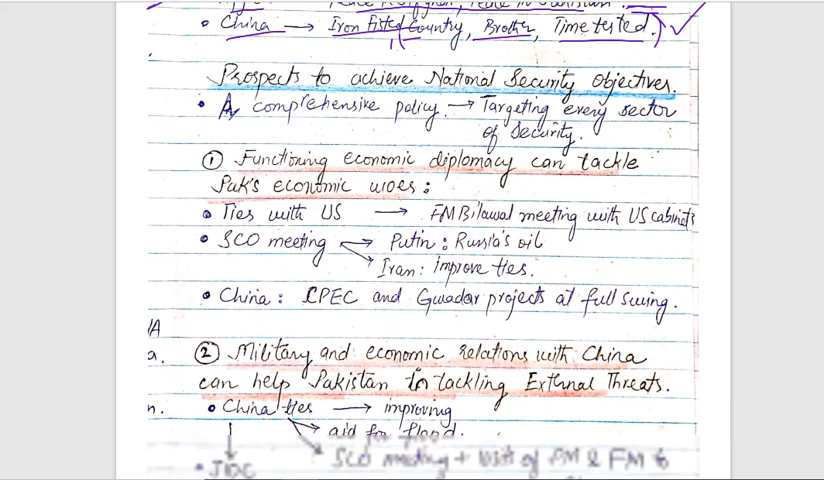 • China → Iron Fisted Country, Brother, Time tested.
Prospects to achieve National Security Objectives.
• A comprehensive policy → Targeting every sector
of Security.
① Functioning economic diplomacy can tackle
Pak's economic woes:
• Ties with US → FM Bilawal meeting with US cabinets
• SCO meeting → Putin: Russia's oil
→ Iran: improve ties.
• China: CPEC and Gwadar projects at full swing.
IA
a.
② Military and economic relations with China
can help Pakistan in tackling External Threats.
n.
• China ties → improving
→ aid for flood.
SCO meeting + visits of PM & FM to